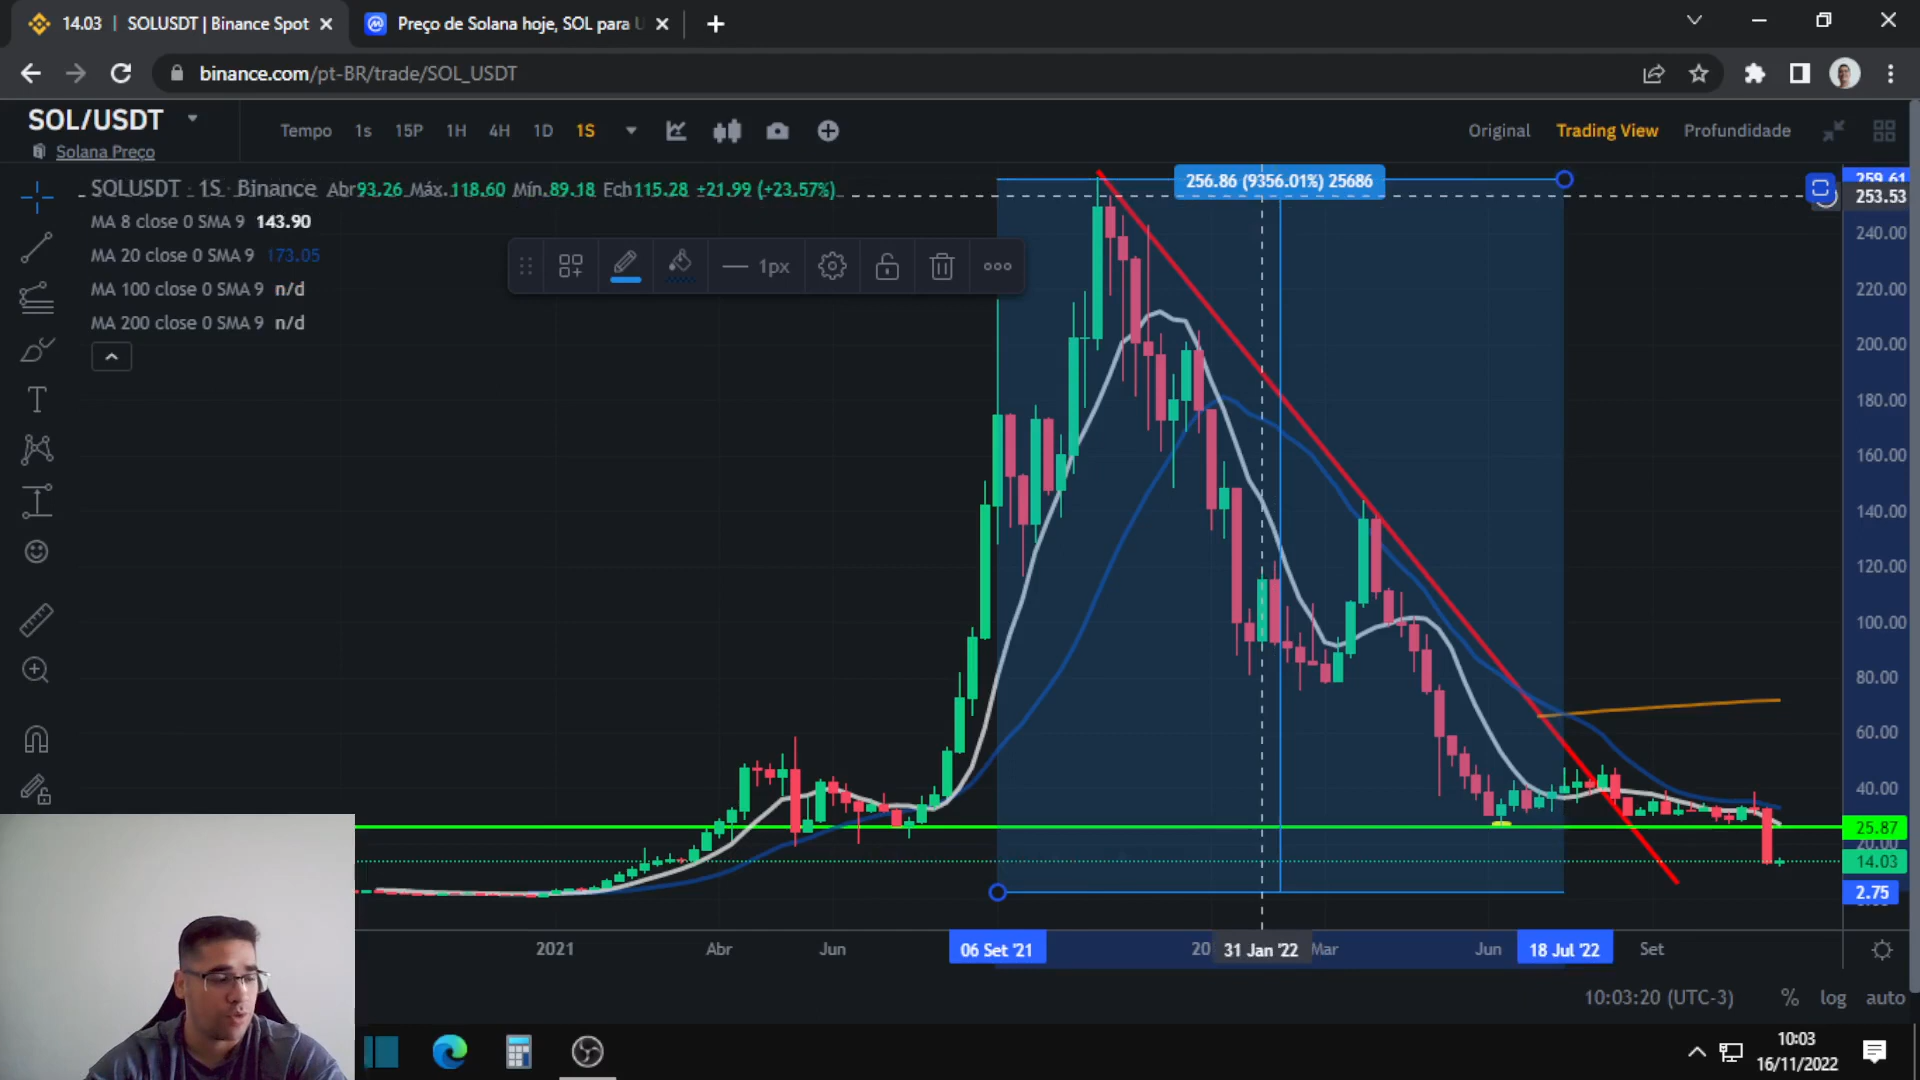 14.03 | SOLUSDT | Binance Spot
Preço de Solana hoje, SOL para U
binance.com/pt-BR/trade/SOL_USDT
SOL/USDT
Solana Preço
Tempo 1s 15P 1H 4H 1D 1S
Original Trading View Profundidade
SOLUSDT · 1S · Binance Abr93.26 Máx.118.60 Mín.89.18 Ech115.28 +21.99 (+23.57%)
MA 8 close 0 SMA 9 143.90
MA 20 close 0 SMA 9 173.05
MA 100 close 0 SMA 9 n/d
MA 200 close 0 SMA 9 n/d
256.86 (9356.01%) 25686
1px
259.61
253.53
240.00
220.00
200.00
180.00
160.00
140.00
120.00
100.00
80.00
60.00
40.00
25.87
20.00
14.03
2.75
2021 Abr Jun 06 Set '21 20 31 Jan '22 Mar Jun 18 Jul '22 Set
10:03:20 (UTC-3) % log auto
10:03
16/11/2022